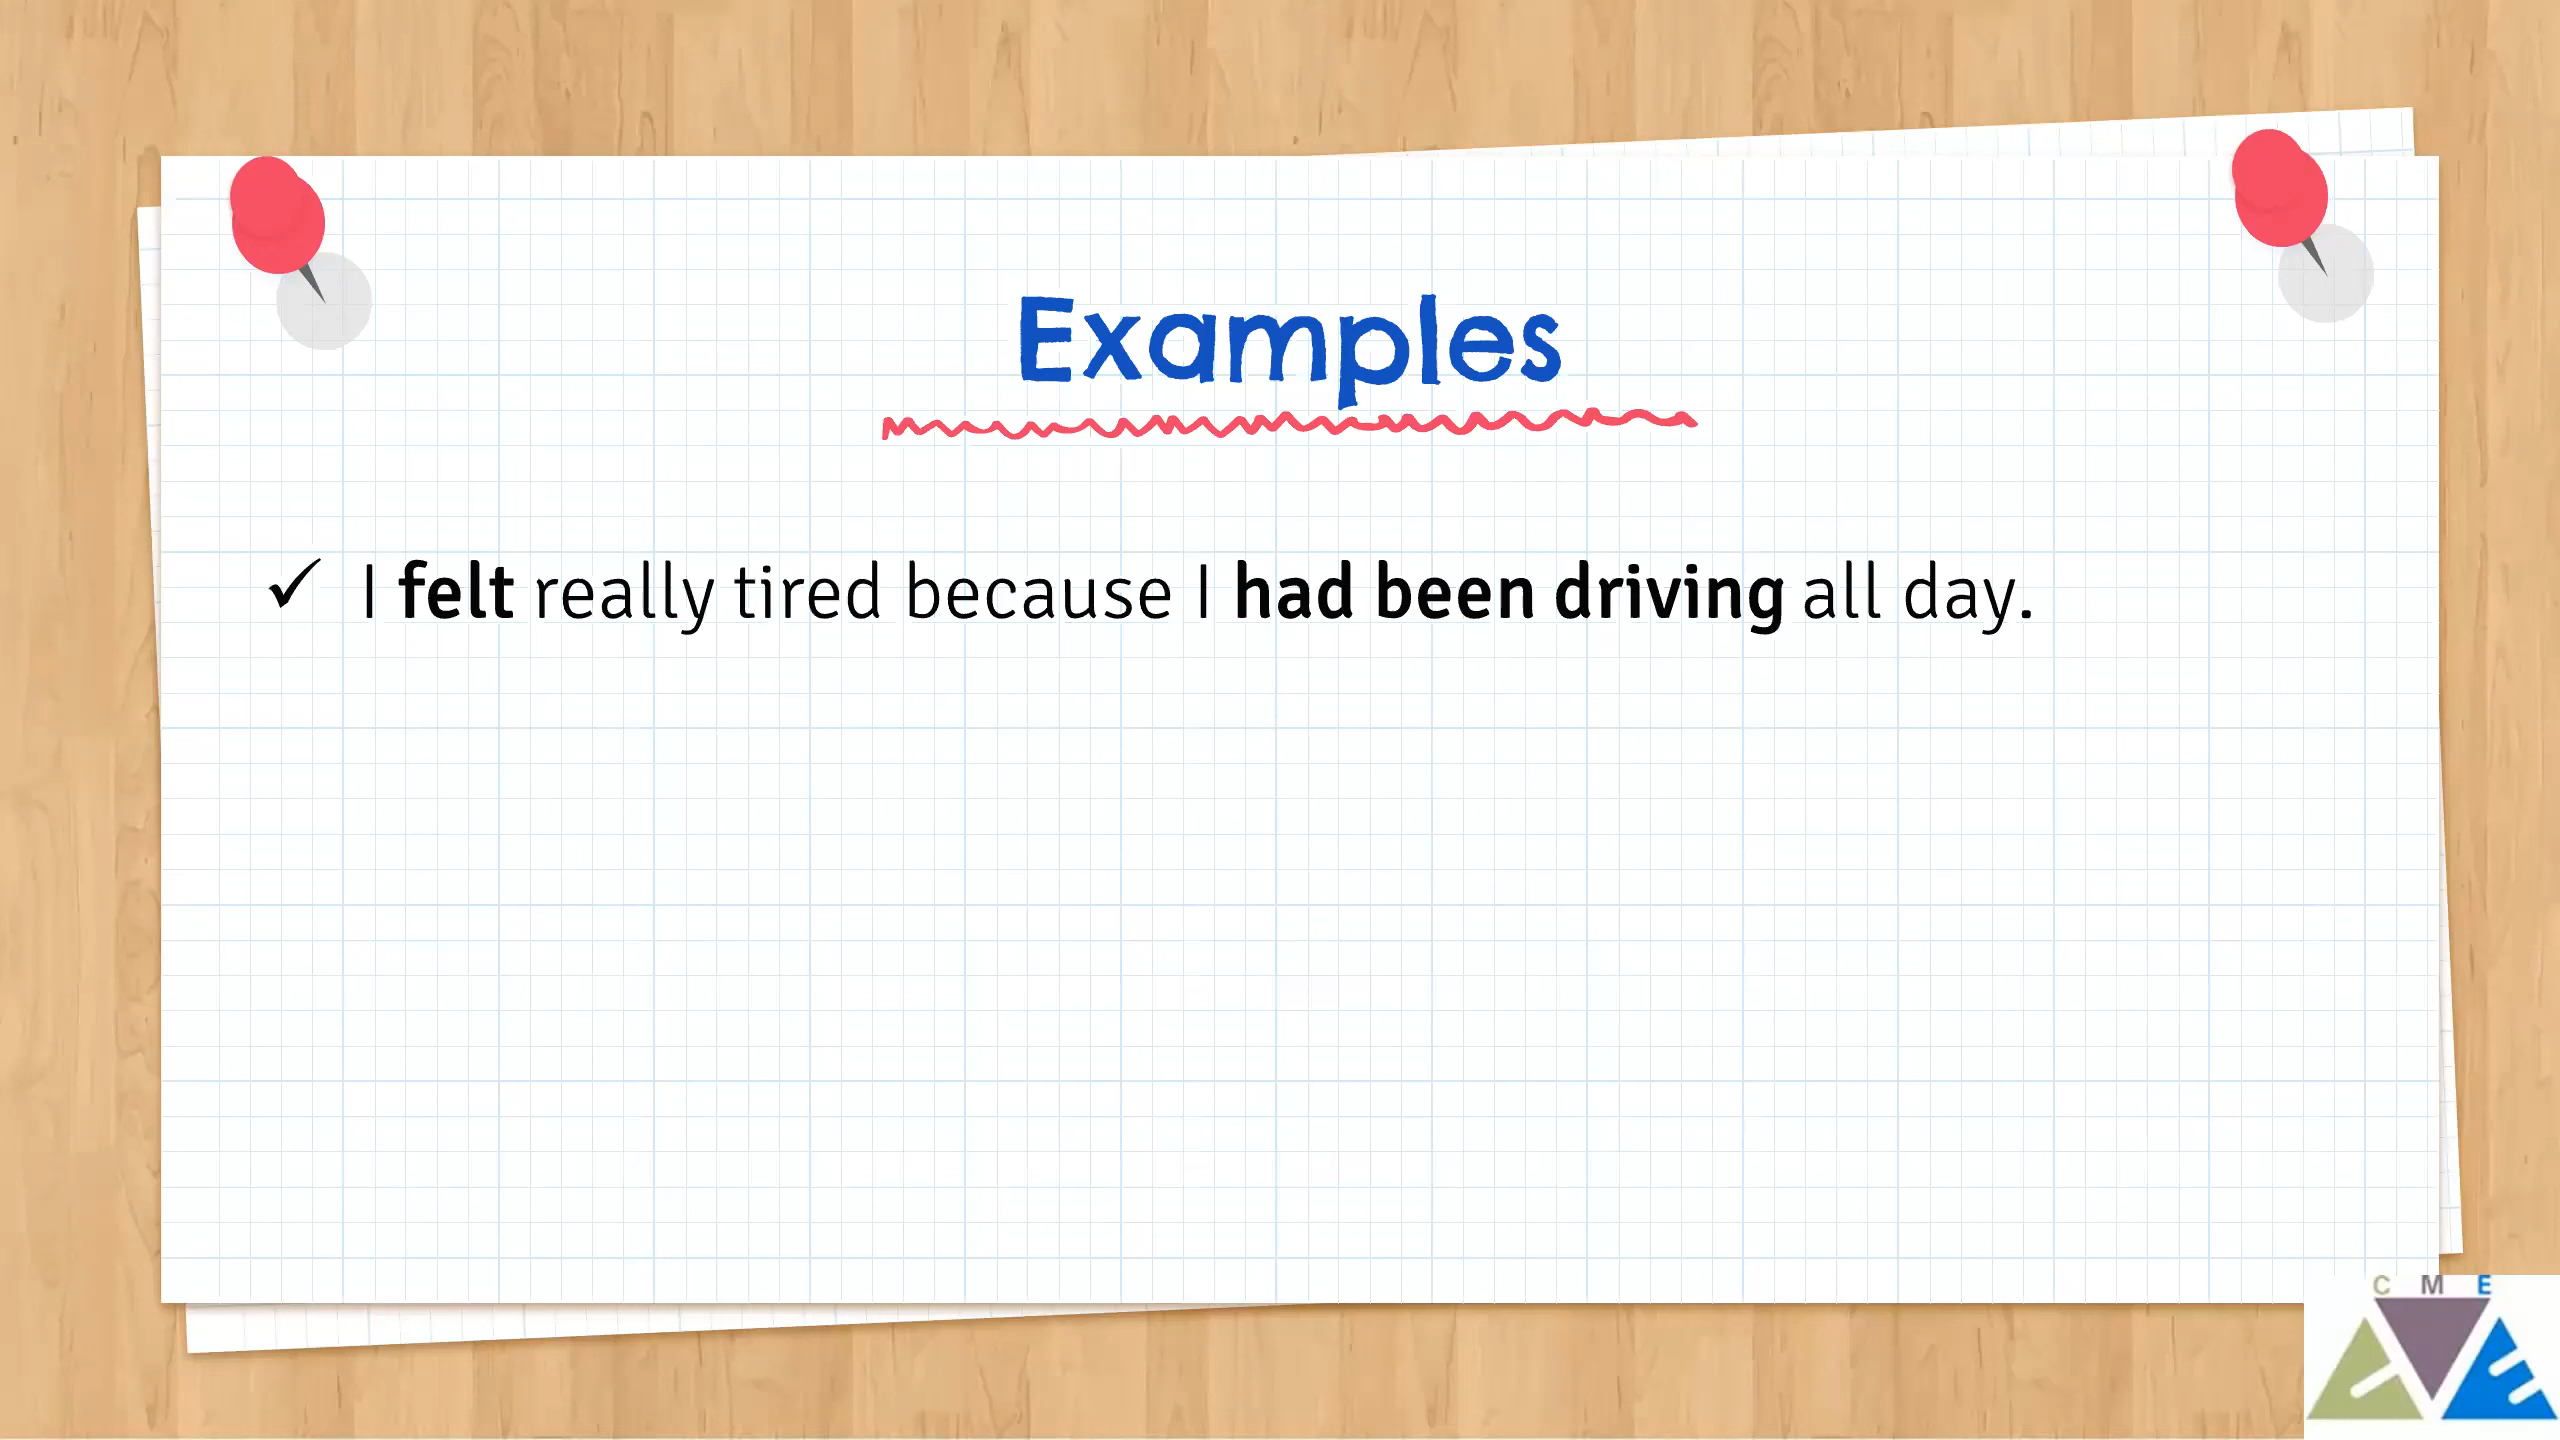 Examples
✓ I felt really tired because I had been driving all day.
C M E